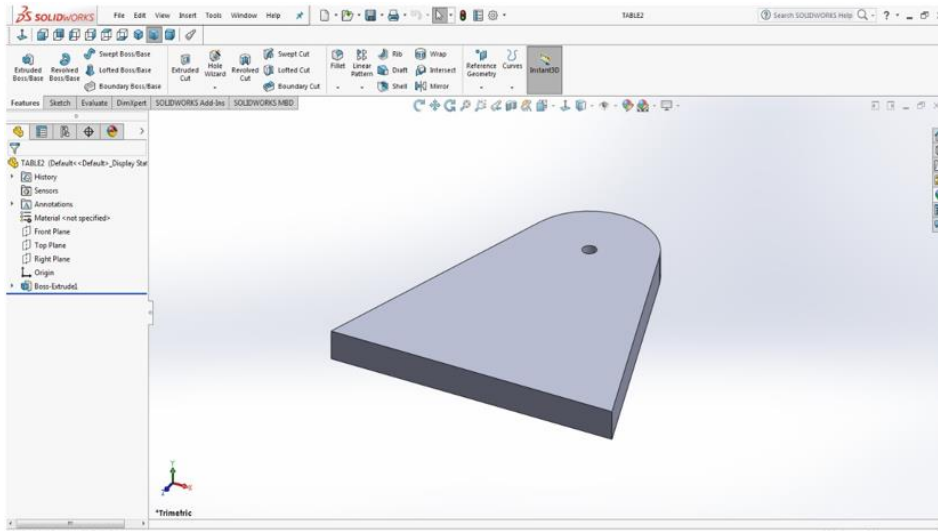 SOLIDWORKS File Edit View Insert Tools Window Help TABLE2 Search SOLIDWORKS Help
Extruded Boss/Base
Revolved Boss/Base
Swept Boss/Base
Lofted Boss/Base
Boundary Boss/Base
Extruded Cut
Hole Wizard
Revolved Cut
Swept Cut
Lofted Cut
Boundary Cut
Fillet
Linear Pattern
Rib
Draft
Shell
Wrap
Intersect
Mirror
Reference Geometry
Curves
Instant3D
Features Sketch Evaluate DimXpert SOLIDWORKS Add-Ins SOLIDWORKS MBD
TABLE2 (Default<<Default>_Display Stat
History
Sensors
Annotations
Material <not specified>
Front Plane
Top Plane
Right Plane
Origin
Boss-Extrude1
Y
*Trimetric